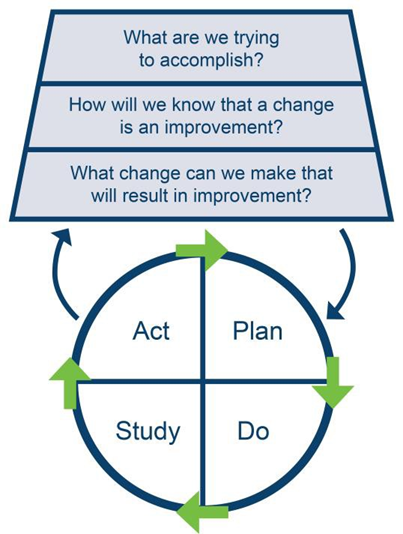 What are we trying
to accomplish?
How will we know that a change
is an improvement?
What change can we make that
will result in improvement?
Act
Plan
Study
Do